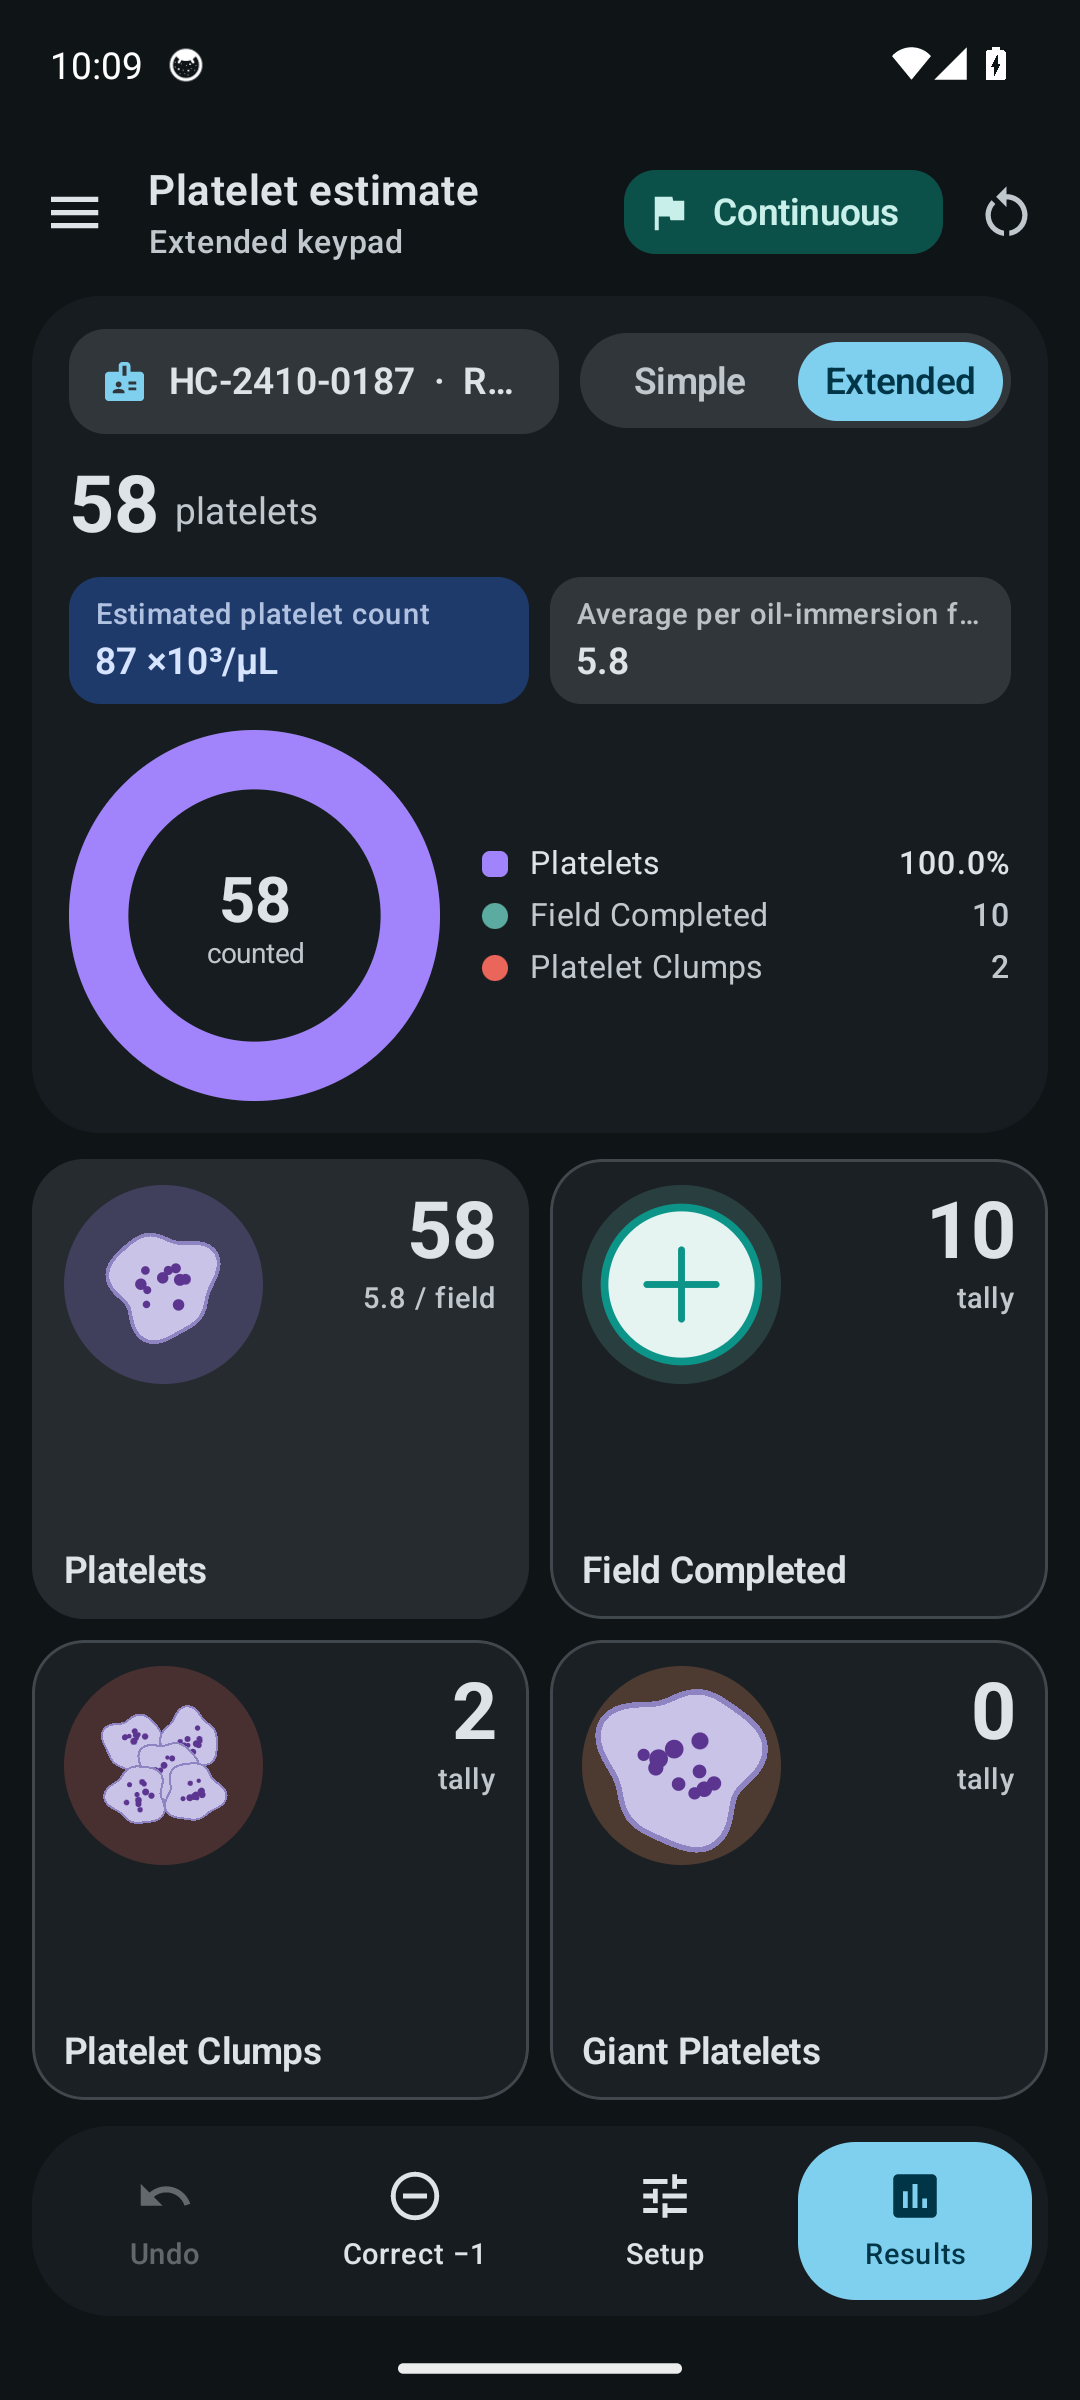 10:09
Platelet estimate
Extended keypad
Continuous
HC-2410-0187 · R...
Simple
Extended
58 platelets
Estimated platelet count
87 ×10³/µL
Average per oil-immersion f...
5.8
58
counted
Platelets 100.0%
Field Completed 10
Platelet Clumps 2
58
5.8 / field
Platelets
10
tally
Field Completed
2
tally
Platelet Clumps
0
tally
Giant Platelets
Undo
Correct −1
Setup
Results